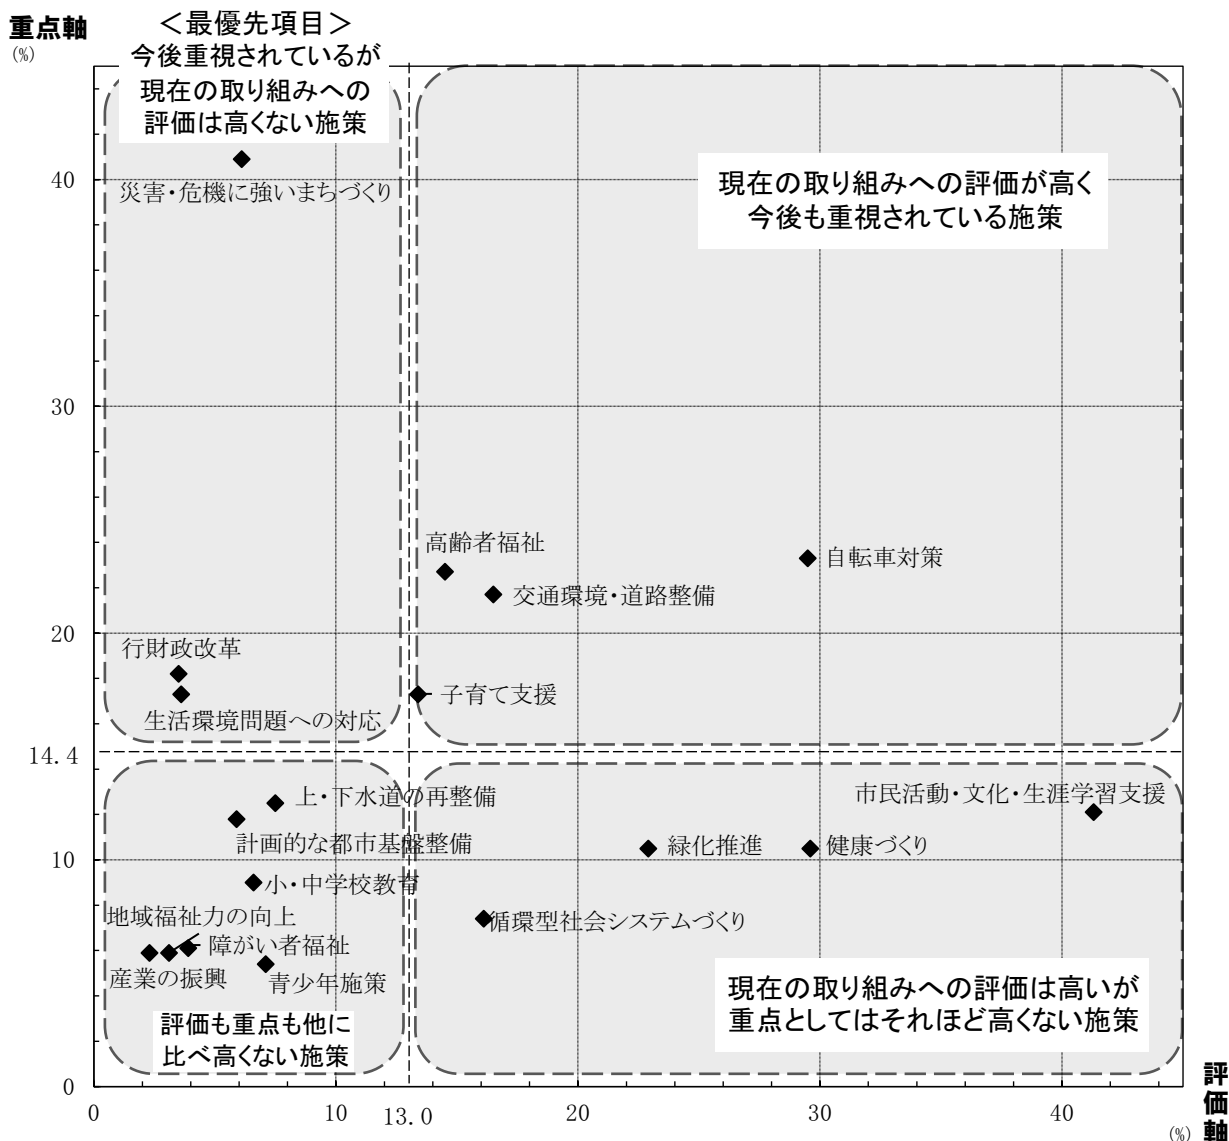 重点軸
(%)
＜最優先項目＞
今後重視されているが
現在の取り組みへの
評価は高くない施策
現在の取り組みへの評価が高く
今後も重視されている施策
災害・危機に強いまちづくり
高齢者福祉
自転車対策
交通環境・道路整備
行財政改革
子育て支援
生活環境問題への対応
上・下水道の再整備
市民活動・文化・生涯学習支援
計画的な都市基盤整備
緑化推進
健康づくり
小・中学校教育
地域福祉力の向上
循環型社会システムづくり
障がい者福祉
産業の振興
青少年施策
現在の取り組みへの評価は高いが
重点としてはそれほど高くない施策
評価も重点も他に
比べ高くない施策
40
30
20
14.4
10
0
0
10
13.0
20
30
40
(%)
評価軸